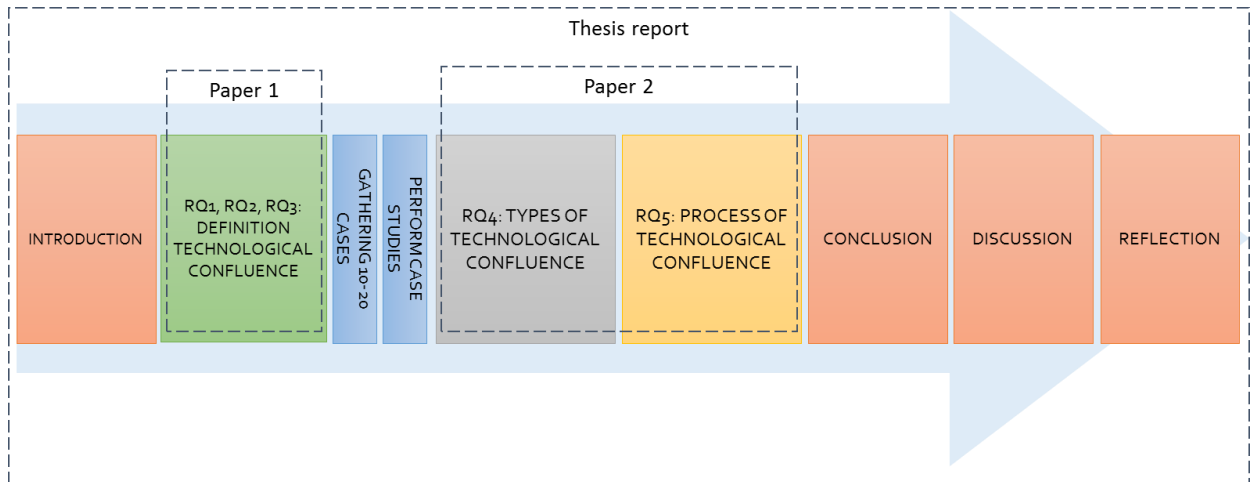 Thesis report
Paper 1
Paper 2
INTRODUCTION
RQ1, RQ2, RQ3:
DEFINITION
TECHNOLOGICAL
CONFLUENCE
GATHERING 10-20
CASES
PERFORM CASE
STUDIES
RQ4: TYPES OF
TECHNOLOGICAL
CONFLUENCE
RQ5: PROCESS OF
TECHNOLOGICAL
CONFLUENCE
CONCLUSION
DISCUSSION
REFLECTION